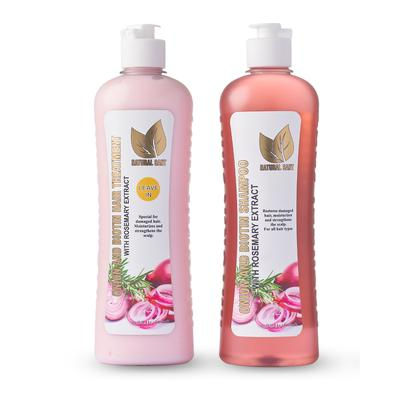 NATURAL BABY
ONION AND BIOTIN HAIR TREATMENT
WITH ROSEMARY EXTRACT
LEAVE
IN
Special for
damaged hair.
Moisturizes and
strengthens the
scalp.
NATURAL BABY
ONION AND BIOTIN SHAMPOO
WITH ROSEMARY EXTRACT
Restores damaged
hair, moisturizes
and strengthens
the scalp.
For all hair types